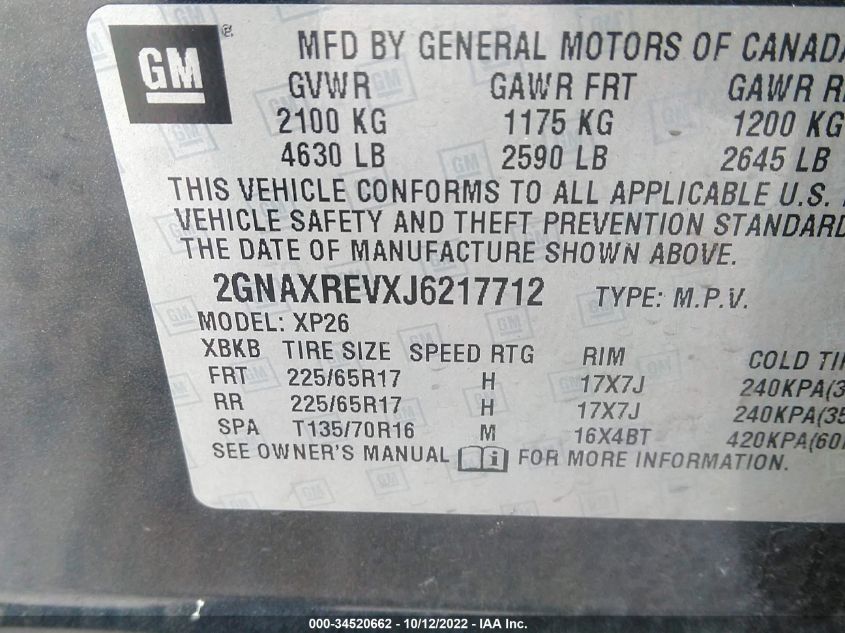 GM ®
MFD BY GENERAL MOTORS OF CANADA
GVWR GAWR FRT GAWR
2100 KG 1175 KG 1200 KG
4630 LB 2590 LB 2645 LB
THIS VEHICLE CONFORMS TO ALL APPLICABLE U.S.
VEHICLE SAFETY AND THEFT PREVENTION STANDARD
THE DATE OF MANUFACTURE SHOWN ABOVE.
2GNAXREVXJ6217712 TYPE: M.P.V.
MODEL: XP26
XBKB TIRE SIZE SPEED RTG RIM COLD
FRT 225/65R17 H 17X7J 240KPA(3
RR 225/65R17 H 17X7J 240KPA(35
SPA T135/70R16 M 16X4BT 420KPA(60
SEE OWNER'S MANUAL FOR MORE INFORMATION.
000-34520662 - 10/12/2022 - IAA Inc.